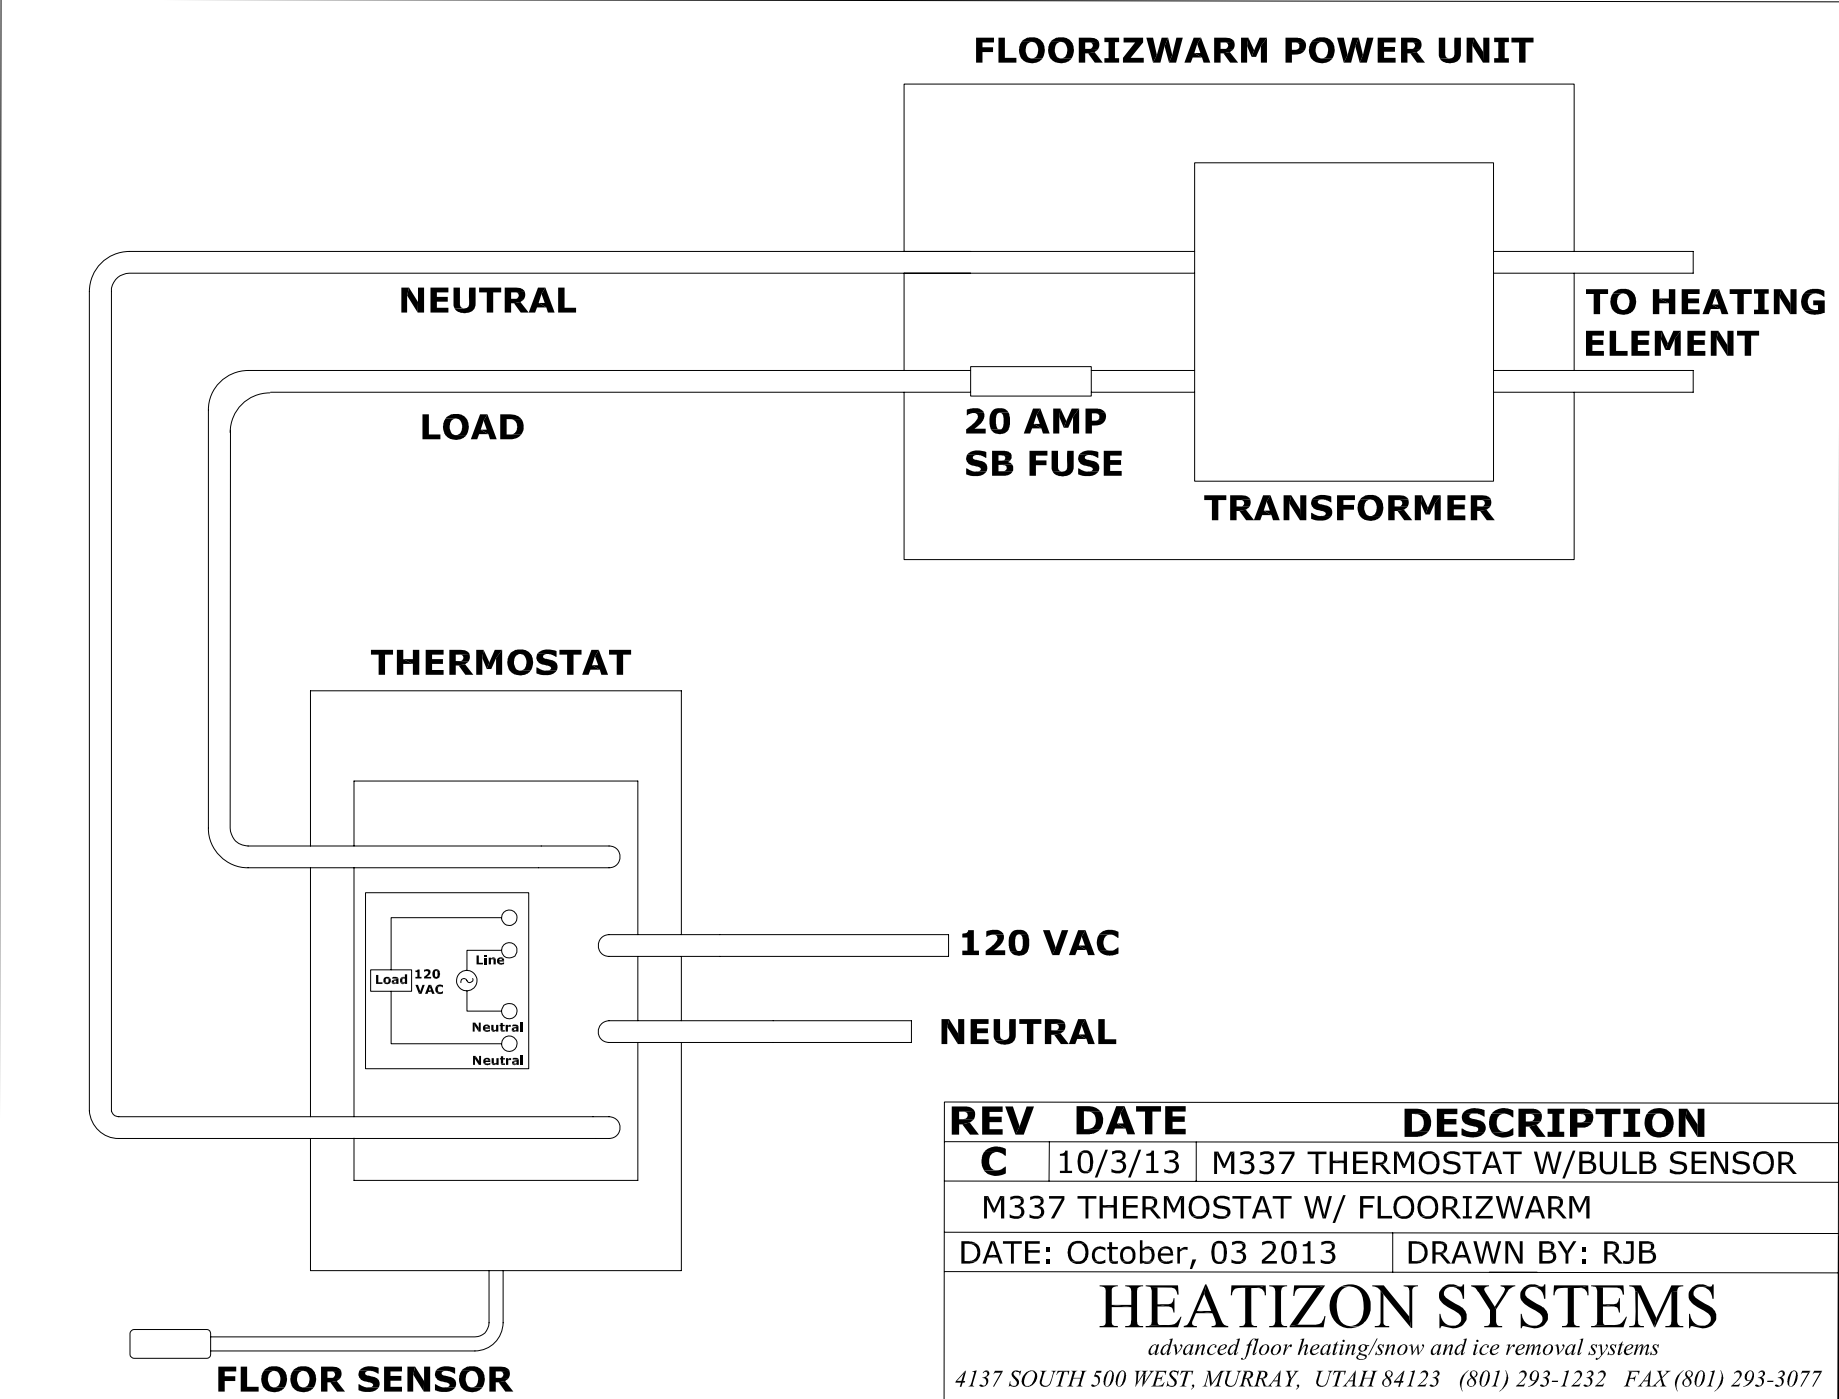 FLOORIZWARM POWER UNIT
NEUTRAL
TO HEATING
ELEMENT
LOAD
20 AMP
SB FUSE
TRANSFORMER
THERMOSTAT
120 VAC
Line
Load
120
VAC
Neutral
Neutral
NEUTRAL
FLOOR SENSOR
REV DATE DESCRIPTION
C 10/3/13 M337 THERMOSTAT W/BULB SENSOR
M337 THERMOSTAT W/ FLOORIZWARM
DATE: October, 03 2013 DRAWN BY: RJB
HEATIZON SYSTEMS
advanced floor heating/snow and ice removal systems
4137 SOUTH 500 WEST, MURRAY, UTAH 84123 (801) 293-1232 FAX (801) 293-3077